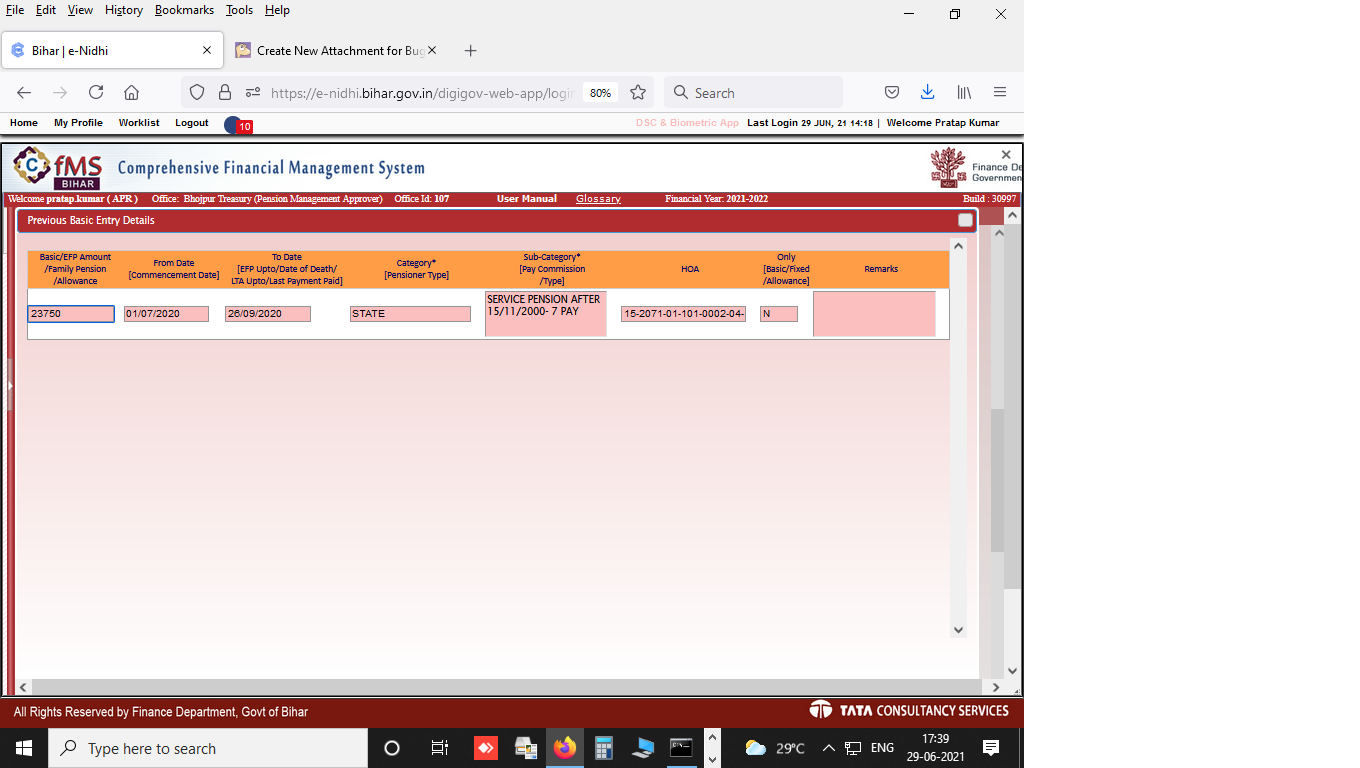 File Edit View History Bookmarks Tools Help
Bihar | e-Nidhi
Create New Attachment for Bug
https://e-nidhi.bihar.gov.in/digigov-web-app/login
80%
Search
Home My Profile Worklist Logout 10
DSC & Biometric App Last Login 29 JUN, 21 14:18 | Welcome Pratap Kumar
C fMS
BIHAR
Comprehensive Financial Management System
Finance De
Governmen
Welcome pratap.kumar ( APR ) Office: Bhojpur Treasury (Pension Management Approver) Office Id: 107 User Manual Glossary Financial Year: 2021-2022 Build : 30997
Previous Basic Entry Details
Basic/EFP Amount
/Family Pension
/Allowance
From Date
[Commencement Date]
To Date
[EFP Upto/Date of Death/
LTA Upto/Last Payment Paid]
Category*
[Pensioner Type]
Sub-Category*
[Pay Commission
/Type]
HOA
Only
[Basic/Fixed
/Allowance]
Remarks
23750
01/07/2020
26/09/2020
STATE
SERVICE PENSION AFTER
15/11/2000- 7 PAY
15-2071-01-101-0002-04-
N
All Rights Reserved by Finance Department, Govt of Bihar
TATA CONSULTANCY SERVICES
Type here to search
29°C
ENG
17:39
29-06-2021